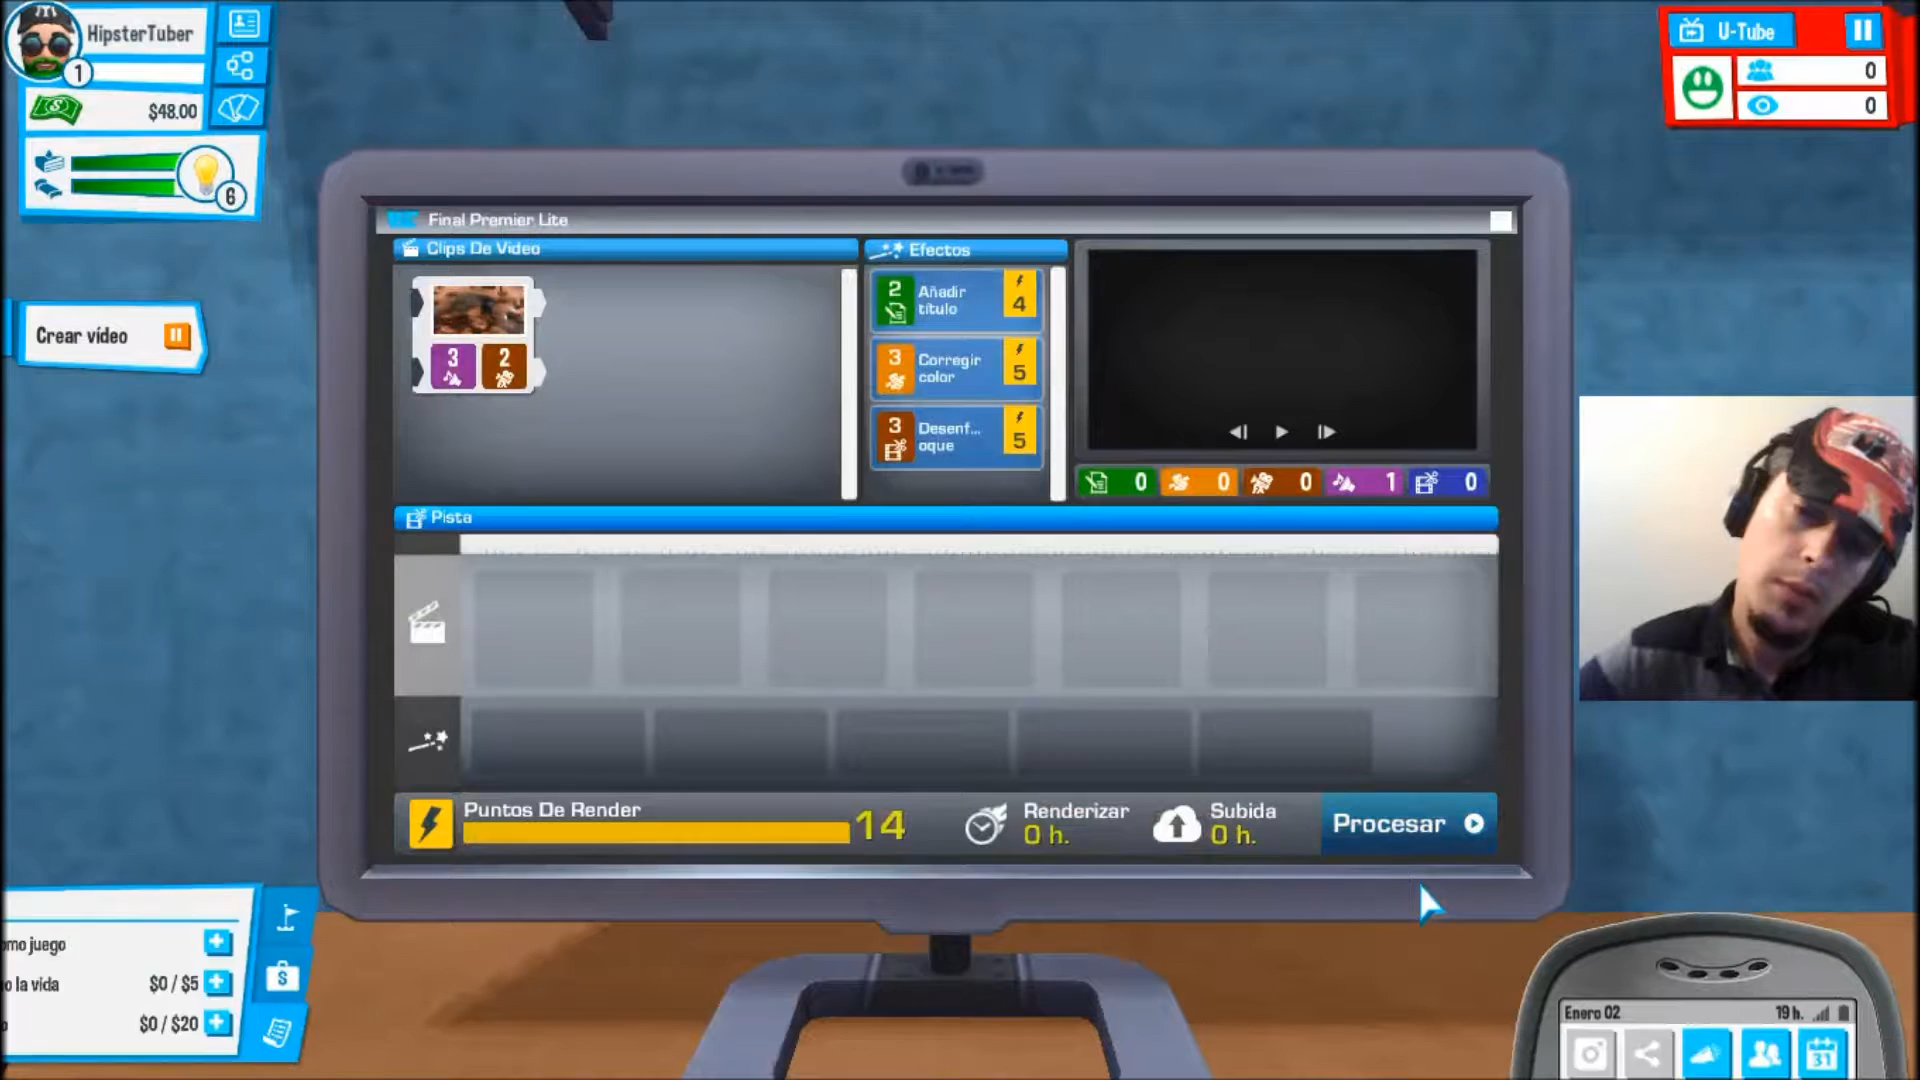 HipsterTuber
1
$48.00
6
U-Tube
0
0
Crear vídeo
Final Premier Lite
Clips De Video
3 2
Efectos
2 Añadir título 4
3 Corregir color 5
3 Desenf... oque 5
0 0 0 1 0
Pista
Puntos De Render 14
Renderizar 0 h.
Subida 0 h.
Procesar
omo juego
o la vida $0 / $5
$0 / $20
Enero 02 19 h.
31